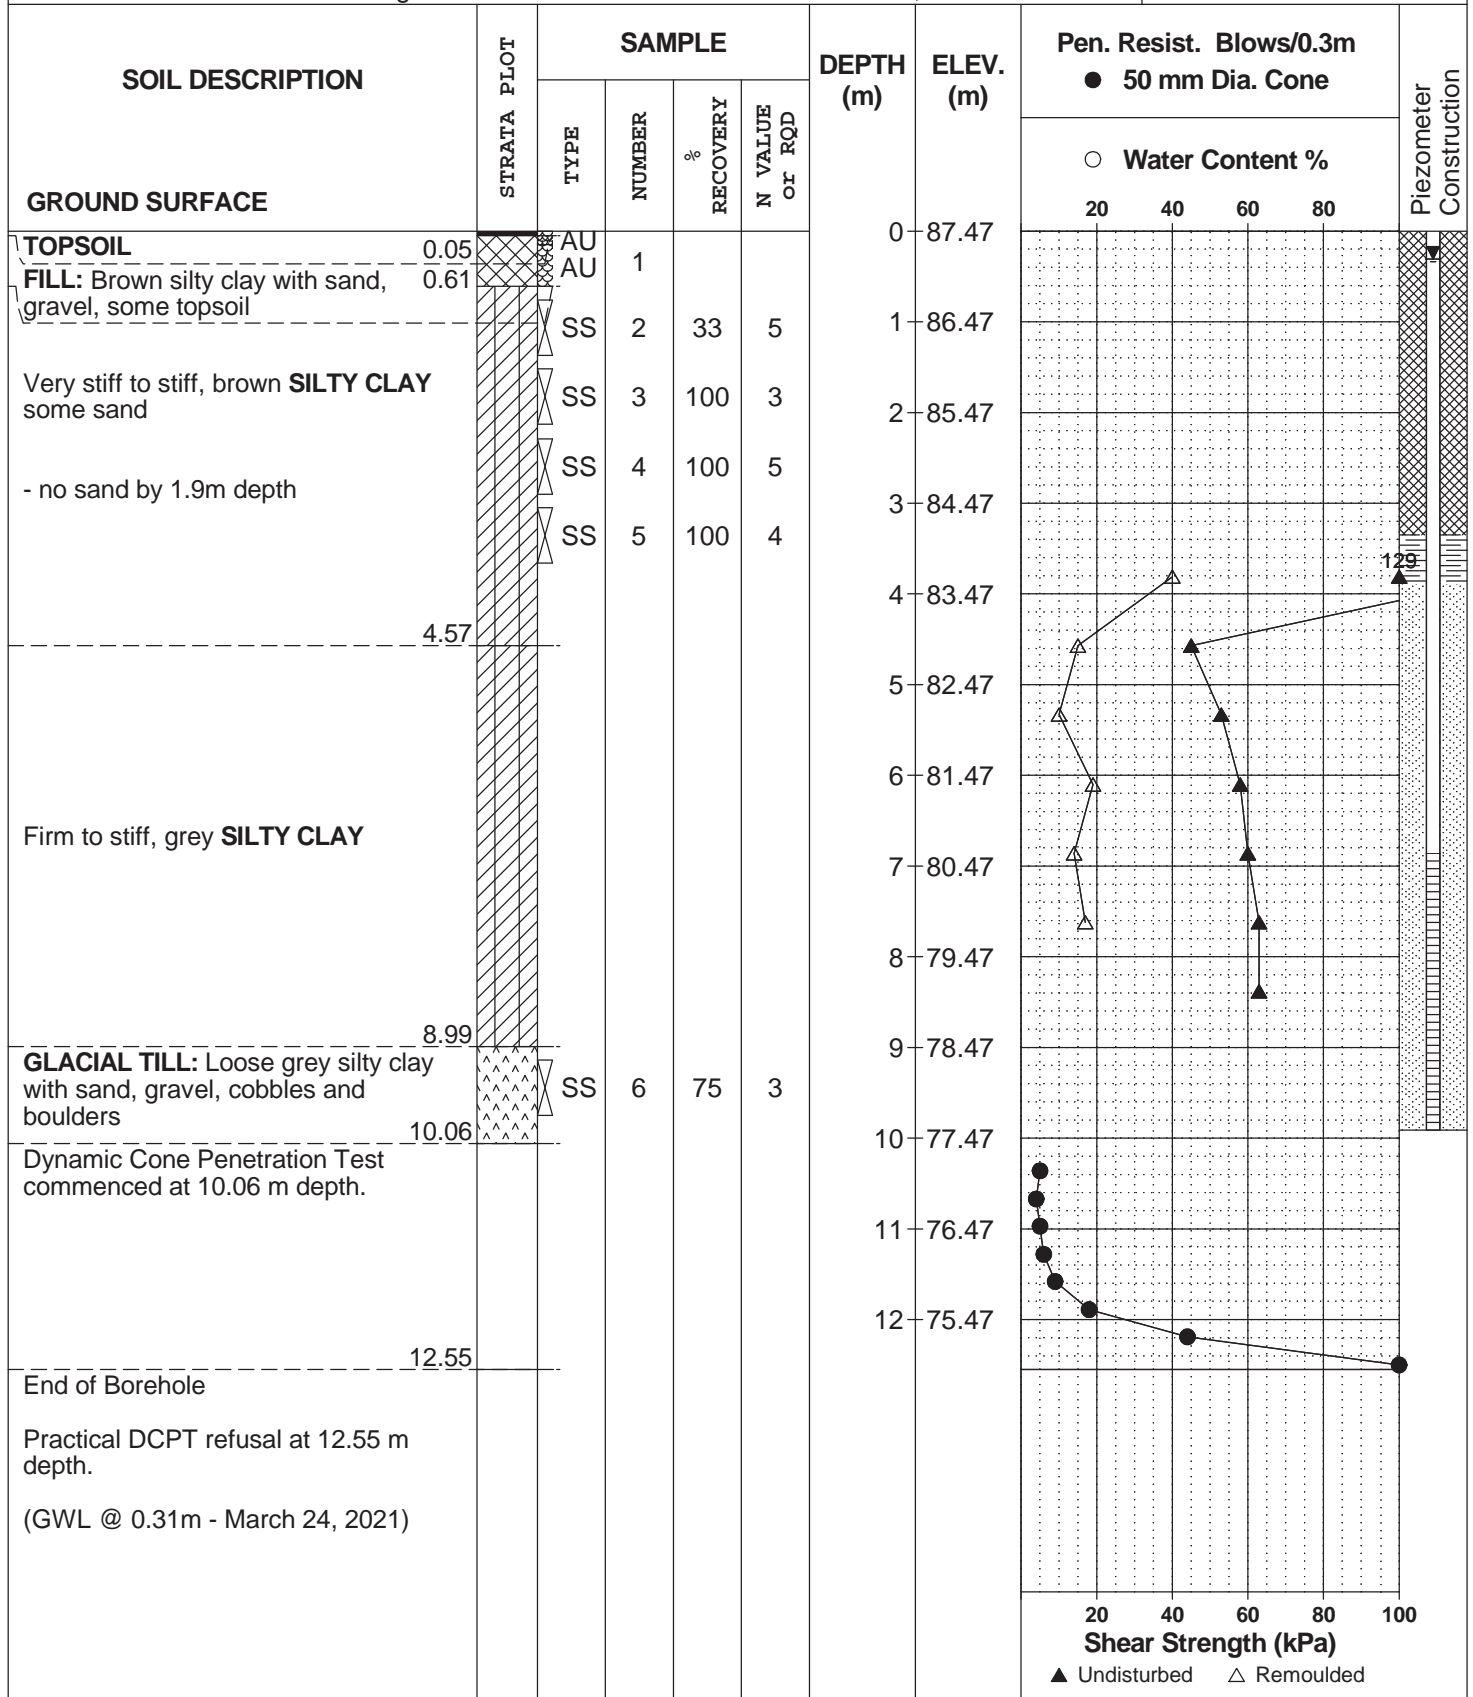 SOIL DESCRIPTION
GROUND SURFACE
STRATA PLOT
SAMPLE
TYPE
NUMBER
% RECOVERY
N VALUE or RQD
DEPTH (m)
ELEV. (m)
Pen. Resist. Blows/0.3m
● 50 mm Dia. Cone
○ Water Content %
20 40 60 80
Piezometer Construction
TOPSOIL 0.05
FILL: Brown silty clay with sand, 0.61
gravel, some topsoil
AU
AU 1
0 87.47
SS 2 33 5
1 86.47
Very stiff to stiff, brown SILTY CLAY
some sand
SS 3 100 3
2 85.47
- no sand by 1.9m depth
SS 4 100 5
3 84.47
SS 5 100 4
129
4 83.47
4.57
5 82.47
6 81.47
Firm to stiff, grey SILTY CLAY
7 80.47
8 79.47
8.99
9 78.47
GLACIAL TILL: Loose grey silty clay
with sand, gravel, cobbles and
boulders
SS 6 75 3
10.06
10 77.47
Dynamic Cone Penetration Test
commenced at 10.06 m depth.
11 76.47
12 75.47
12.55
End of Borehole
Practical DCPT refusal at 12.55 m
depth.
(GWL @ 0.31m - March 24, 2021)
20 40 60 80 100
Shear Strength (kPa)
▲ Undisturbed △ Remoulded